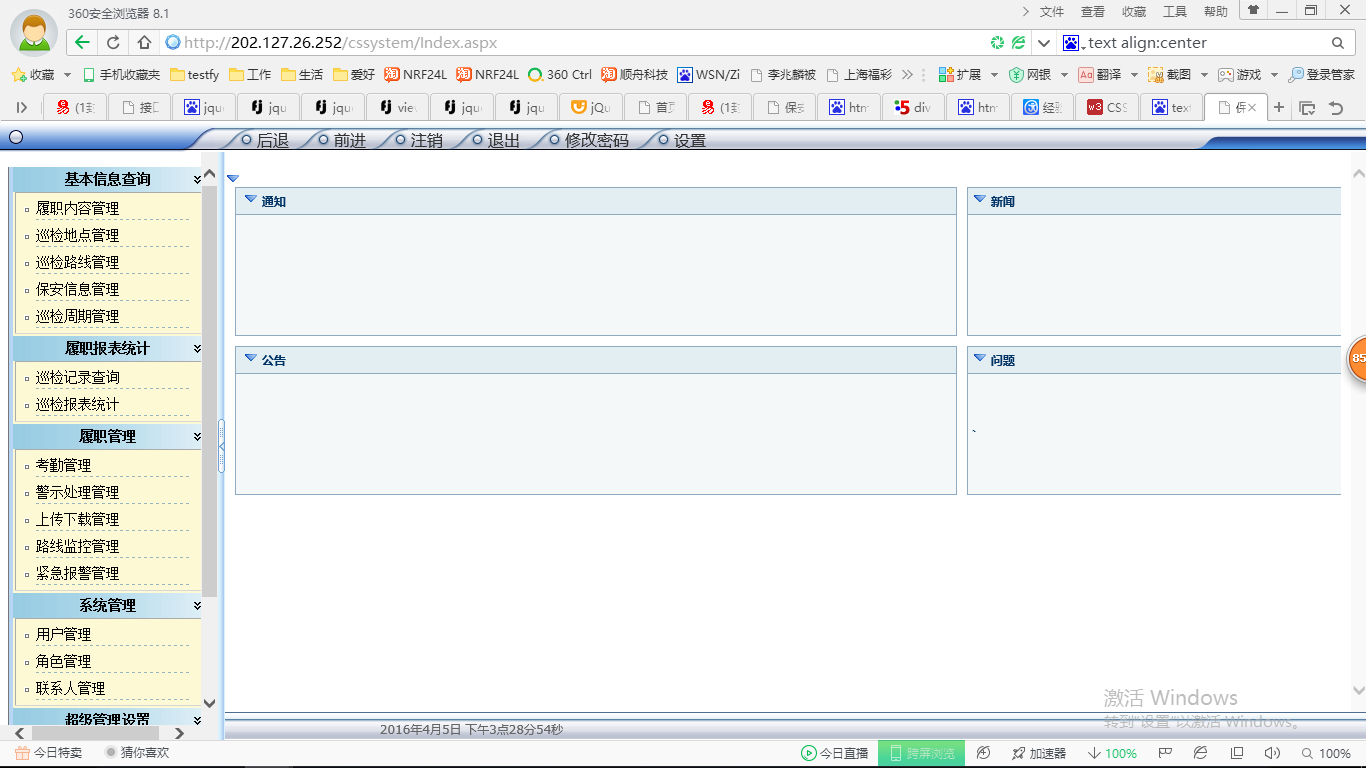 360安全浏览器 8.1
文件 查看 收藏 工具 帮助
http://202.127.26.252/cssystem/Index.aspx
text align:center
收藏 手机收藏夹 testfy 工作 生活 爱好 NRF24L NRF24L 360 Ctrl 顺舟科技 WSN/Zi 李兆麟被 上海福彩 扩展 网银 翻译 截图 游戏 登录管家
(1封 接口 jque jque jque view jque jque jQue 首页 (1封 保安 htm div htm 经验 CSS text 保
后退 前进 注销 退出 修改密码 设置
基本信息查询
履职内容管理
巡检地点管理
巡检路线管理
保安信息管理
巡检周期管理
履职报表统计
巡检记录查询
巡检报表统计
履职管理
考勤管理
警示处理管理
上传下载管理
路线监控管理
紧急报警管理
系统管理
用户管理
角色管理
联系人管理
超级管理设置
通知
新闻
公告
问题
`
85
激活 Windows
转到"设置"以激活 Windows。
2016年4月5日 下午3点28分54秒
今日特卖 猜你喜欢 今日直播 跨屏浏览 加速器 100% 100%